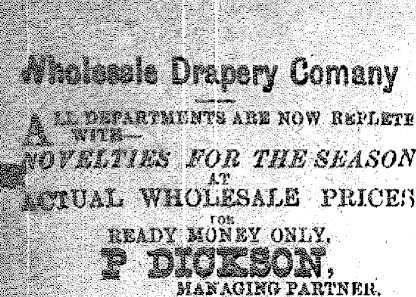 Wholesale Drapery Comany
ALL DEPARTMENTS ARE NOW REPLETE
WITH—
NOVELTIES FOR THE SEASON
AT
ACTUAL WHOLESALE PRICES
FOR
READY MONEY ONLY.
P DICKSON,
MANAGING PARTNER.